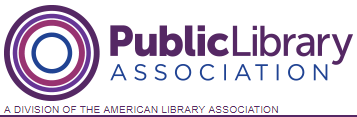 PublicLibrary
ASSOCIATION
A DIVISION OF THE AMERICAN LIBRARY ASSOCIATION